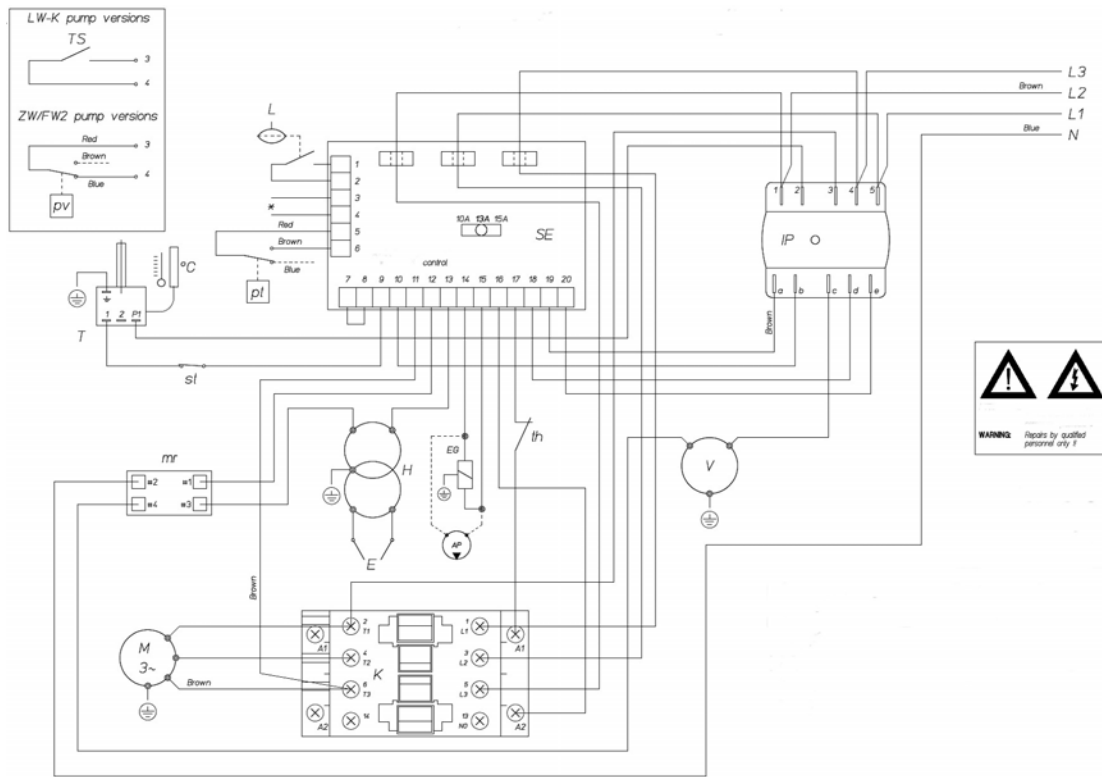 LW-K pump versions
TS
3
4
ZW/FW2 pump versions
Red
3
Brown
Blue
4
pv
L3
Brown
L2
L1
Blue
N
L
1
2
3
4
5
6
*
Red
Brown
Blue
pt
10A 13A 15A
SE
control
7 8 9 10 11 12 13 14 15 16 17 18 19 20
1 2 3 4 5
IP
a b c d e
Brown
°C
1 2 P1
T
st
WARNING: Repairs by qualified
personnel only !!
mr
#2 #1
#4 #3
H
E
EG
AP
th
V
Brown
M
3~
Brown
K
A1
2
T1
1
L1
A1
4
T2
3
L2
6
T3
5
L3
A2
14
13
NO
A2